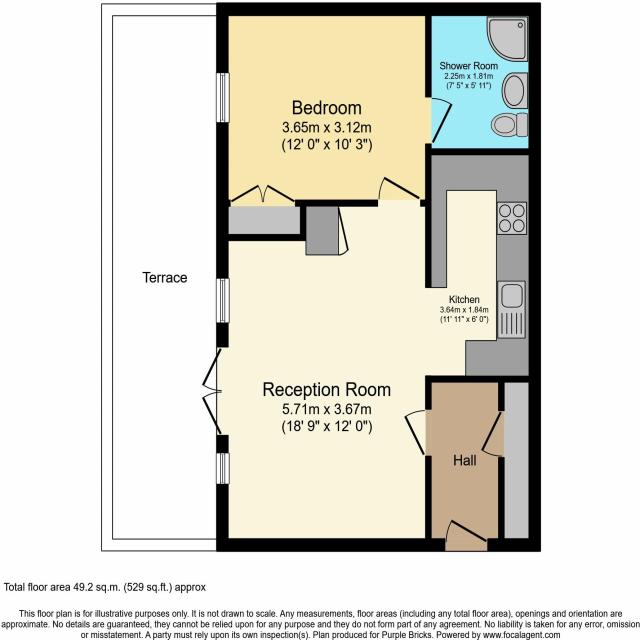 Shower Room
2.25m x 1.81m
(7' 5" x 5' 11")
Bedroom
3.65m x 3.12m
(12' 0" x 10' 3")
Terrace
Kitchen
3.64m x 1.84m
(11' 11" x 6' 0")
Reception Room
5.71m x 3.67m
(18' 9" x 12' 0")
Hall
Total floor area 49.2 sq.m. (529 sq.ft.) approx
This floor plan is for illustrative purposes only. It is not drawn to scale. Any measurements, floor areas (including any total floor area), openings and orientation are
approximate. No details are guaranteed, they cannot be relied upon for any purpose and they do not form part of any agreement. No liability is taken for any error, omission
or misstatement. A party must rely upon its own inspection(s). Plan produced for Purple Bricks. Powered by www.focalagent.com